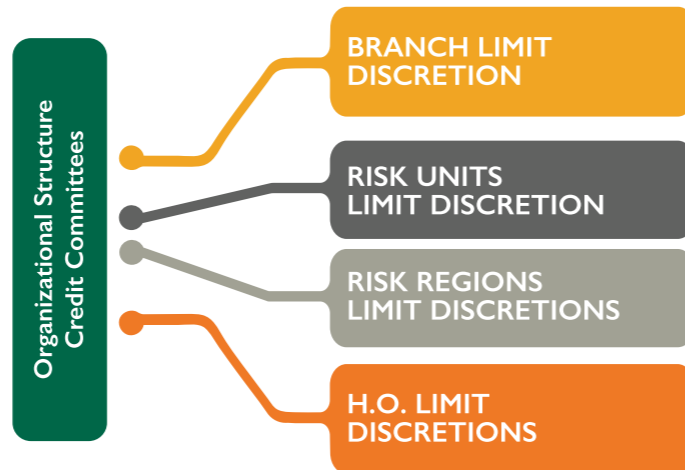 Organizational Structure
Credit Committees
BRANCH LIMIT
DISCRETION
RISK UNITS
LIMIT DISCRETION
RISK REGIONS
LIMIT DISCRETIONS
H.O. LIMIT
DISCRETIONS